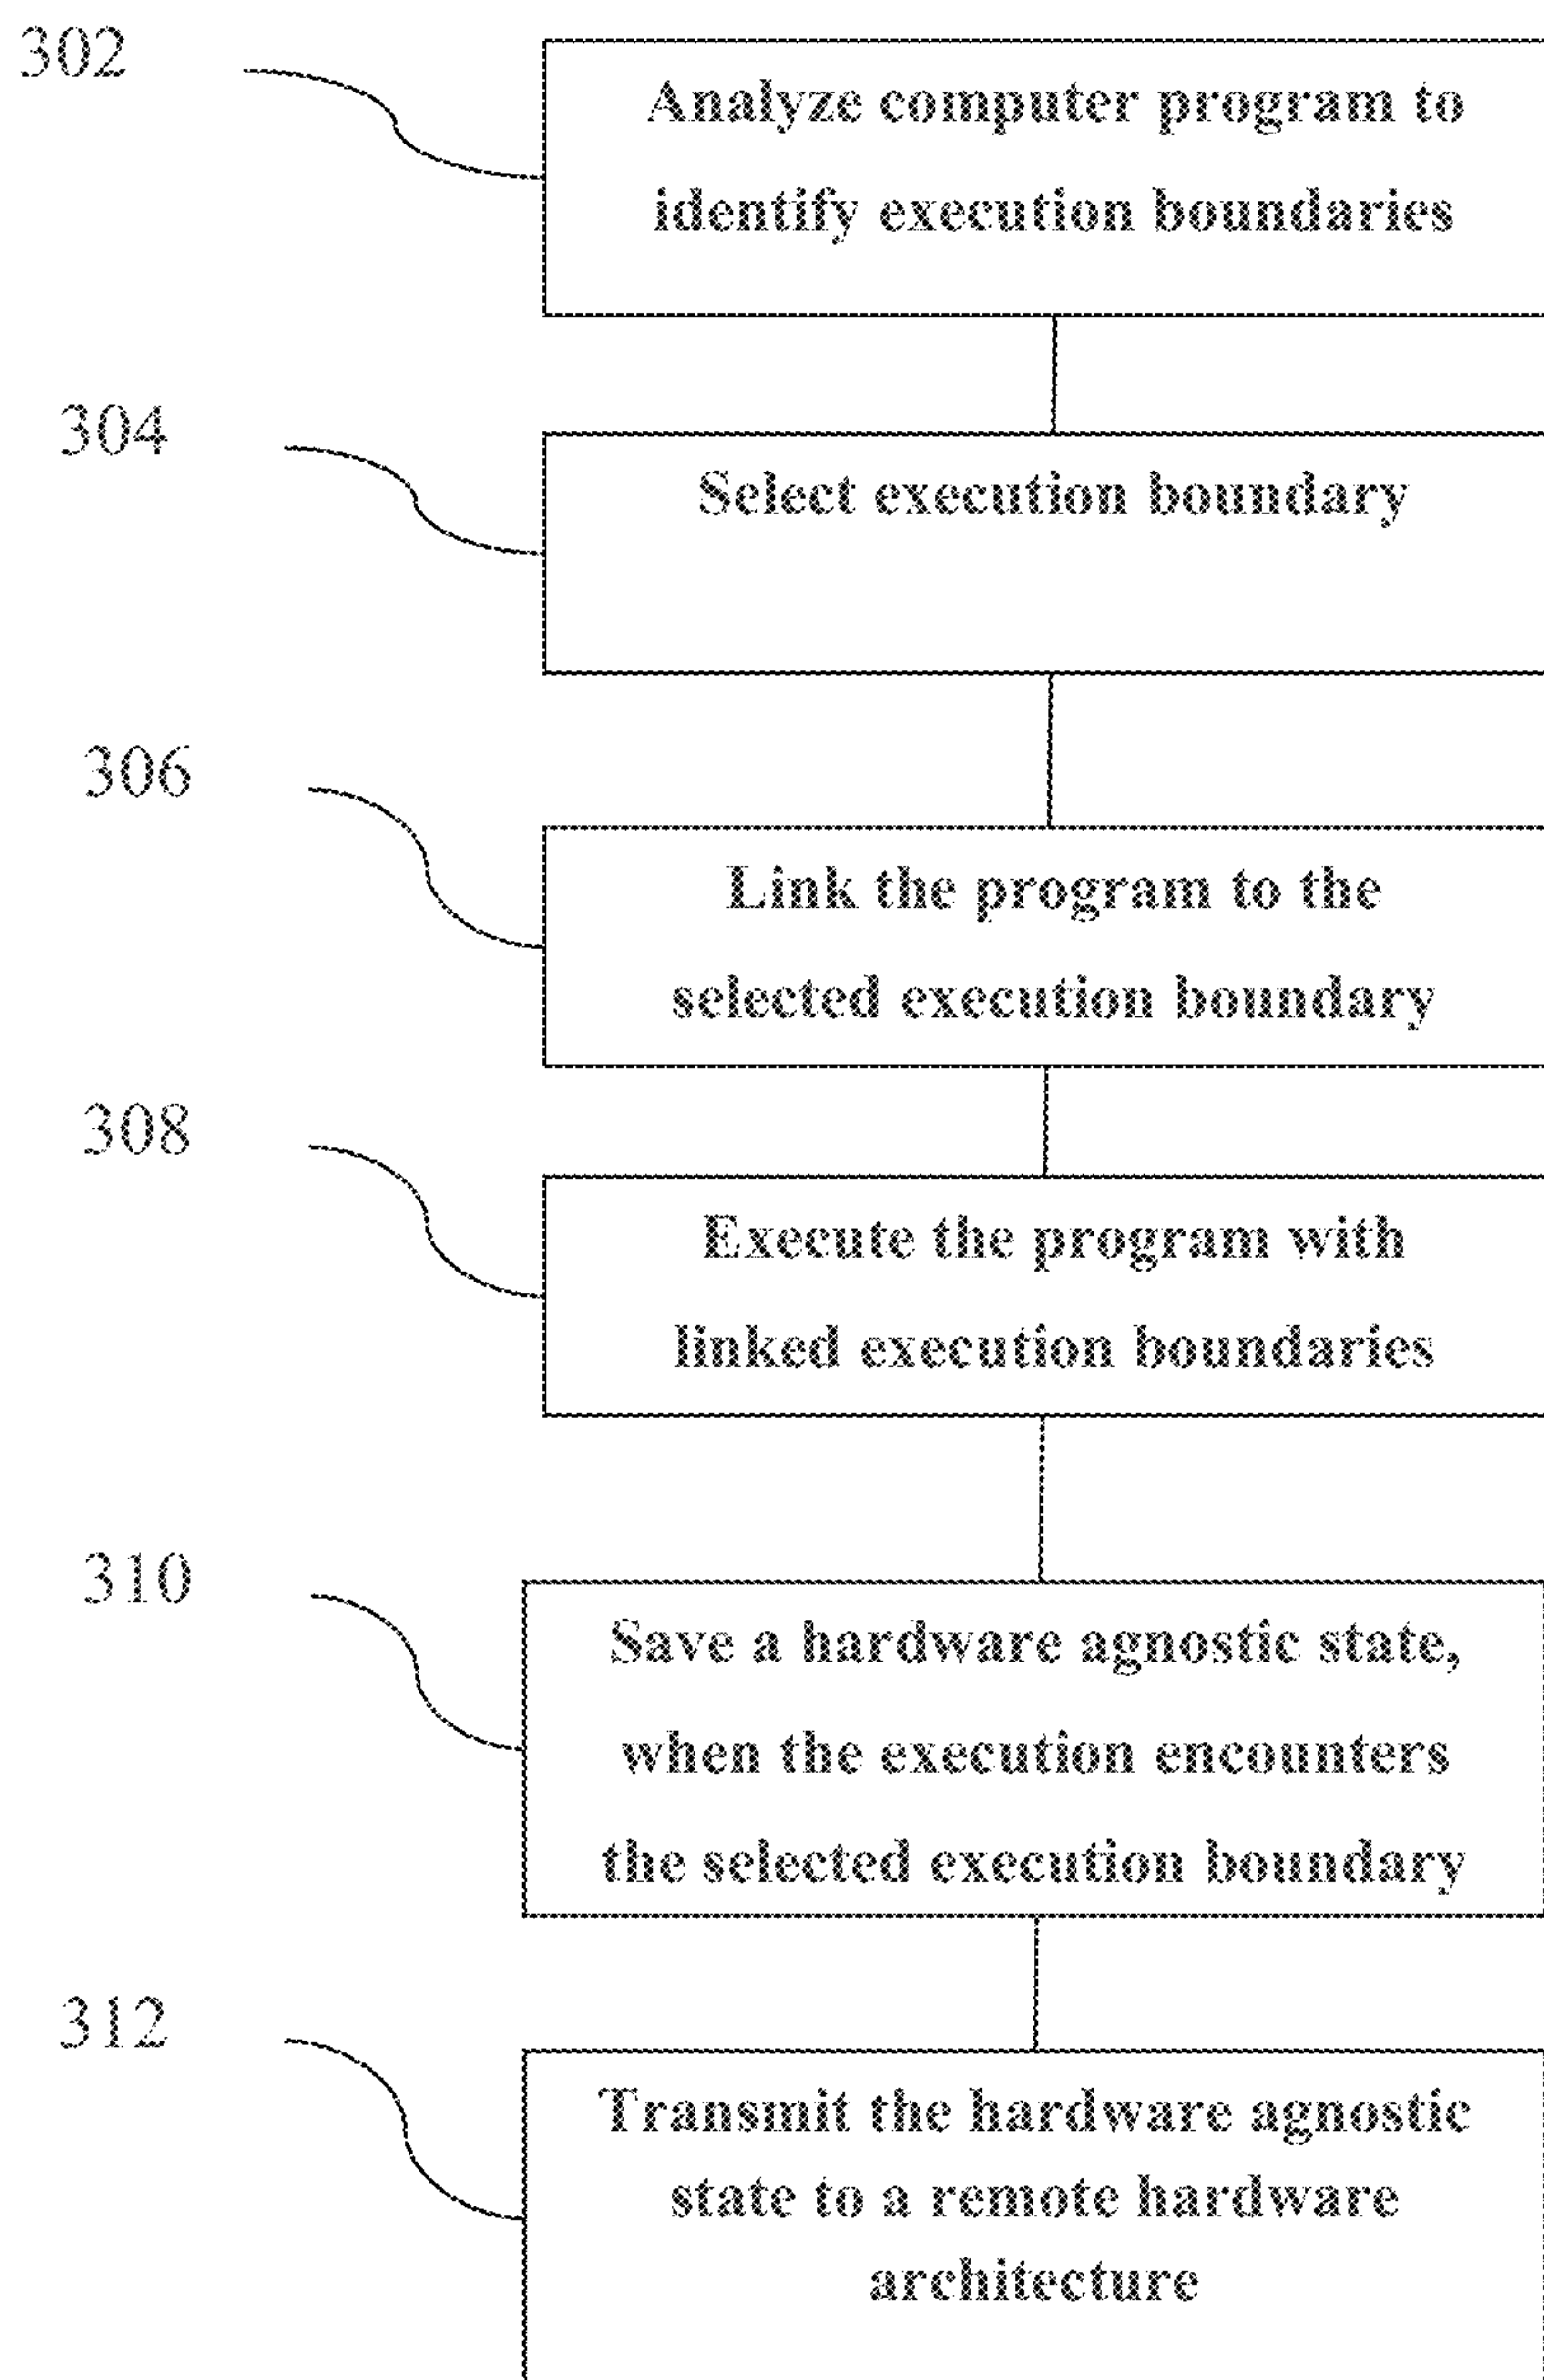 302
Analyze computer program to
identify execution boundaries
304
Select execution boundary
306
Link the program to the
selected execution boundary
308
Execute the program with
linked execution boundaries
310
Save a hardware agnostic state,
when the execution encounters
the selected execution boundary
312
Transmit the hardware agnostic
state to a remote hardware
architecture